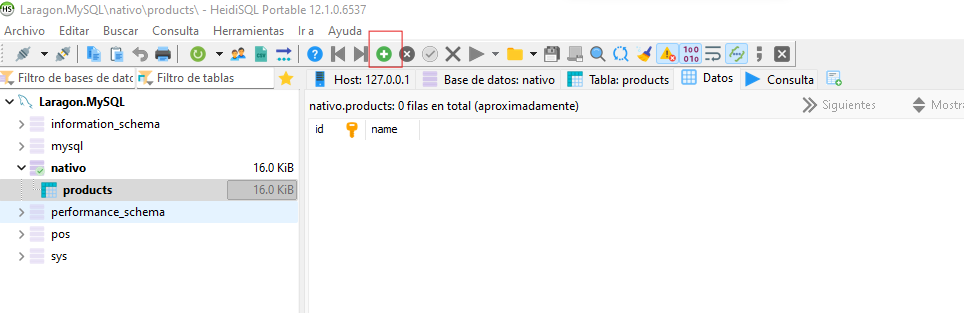 Laragon.MySQL\nativo\products\ - HeidiSQL Portable 12.1.0.6537
Archivo Editar Buscar Consulta Herramientas Ir a Ayuda
Filtro de bases de dato Filtro de tablas
Host: 127.0.0.1 Base de datos: nativo Tabla: products Datos Consulta
Laragon.MySQL
nativo.products: 0 filas en total (aproximadamente) Siguientes Mostra
information_schema
id name
mysql
nativo 16.0 KiB
products 16.0 KiB
performance_schema
pos
sys